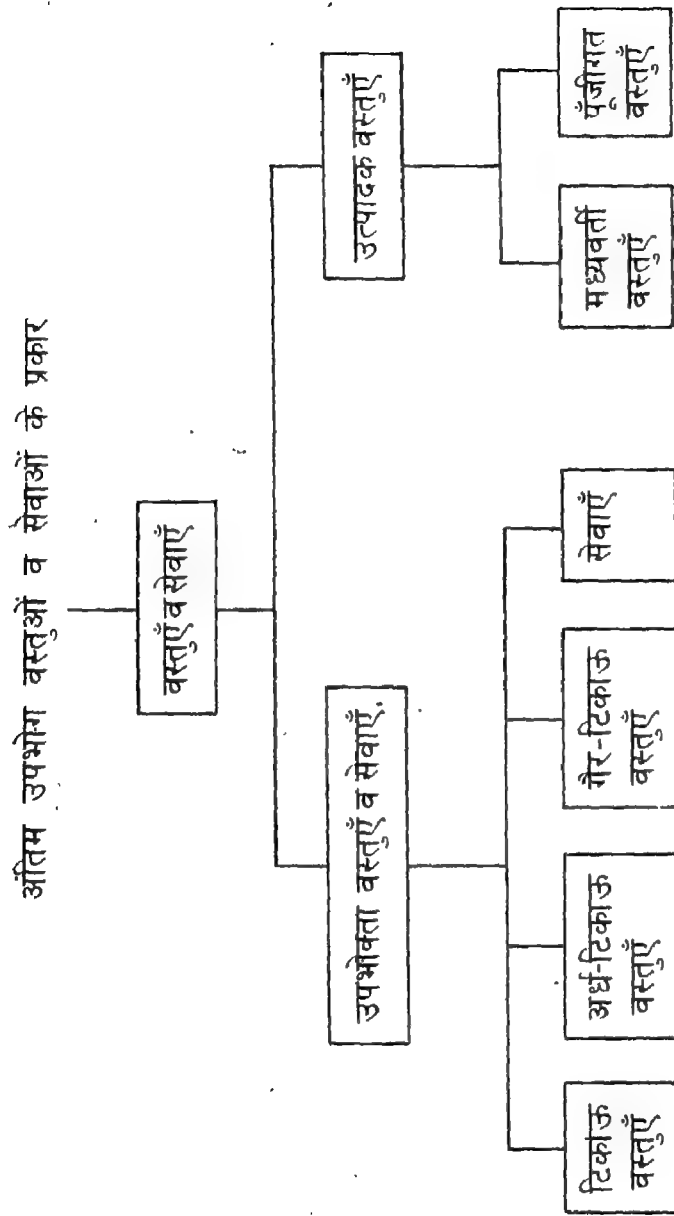 अंतिम उपभोग वस्तुओं व सेवाओं के प्रकार
वस्तुएँ व सेवाएँ
उपभोक्ता वस्तुएँ व सेवाएँ
उत्पादक वस्तुएँ
टिकाऊ
वस्तुएँ
अर्ध-टिकाऊ
वस्तुएँ
गैर-टिकाऊ
वस्तुएँ
सेवाएँ
मध्यवर्ती
वस्तुएँ
पूँजीगत
वस्तुएँ